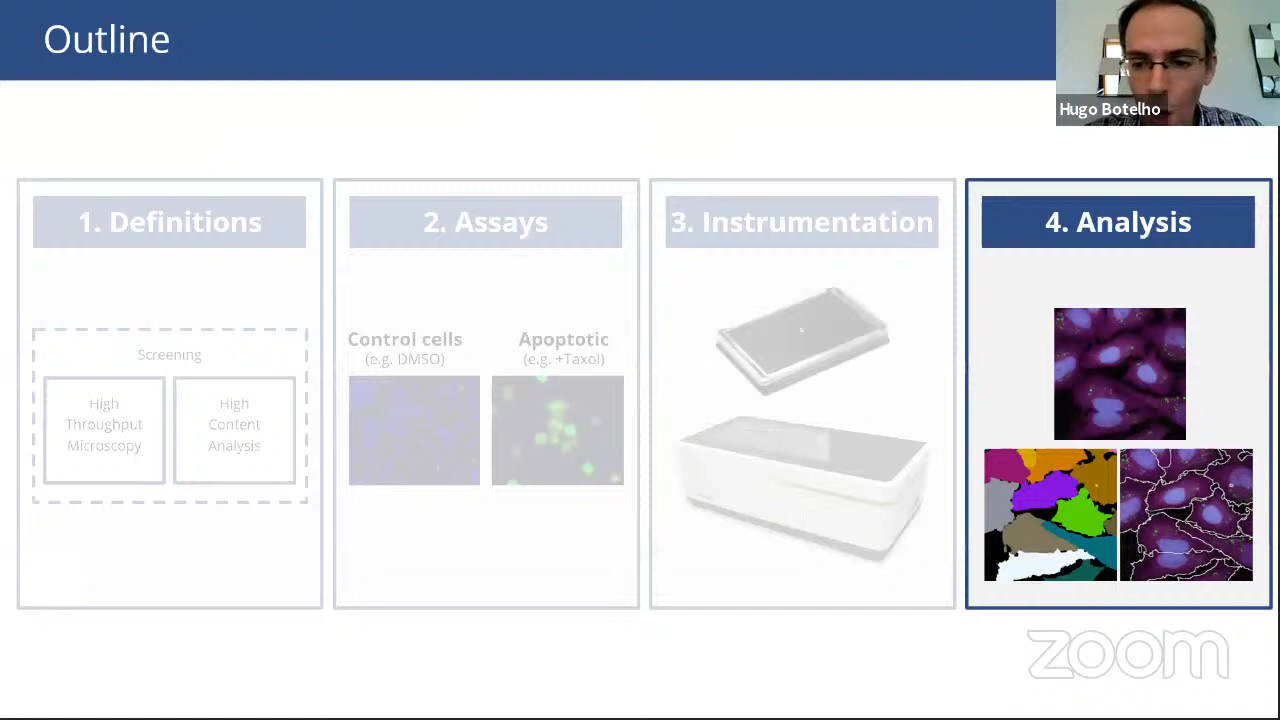 Outline
Hugo Botelho
1. Definitions
Screening
High
Throughput
Microscopy
High
Content
Analysis
2. Assays
Control cells
(e.g. DMSO)
Apoptotic
(e.g. +Taxol)
3. Instrumentation
4. Analysis
zoom